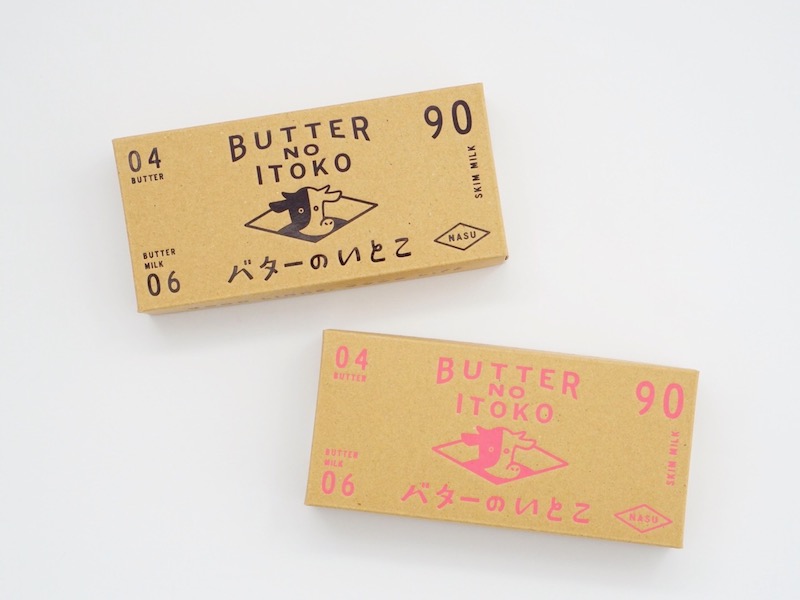 04
BUTTER
BUTTER
NO
ITOKO
90
SKIM MILK
BUTTER
MILK
06
バターのいとこ
NASU
04
BUTTER
BUTTER
NO
ITOKO
90
SKIM MILK
BUTTER
MILK
06
バターのいとこ
NASU